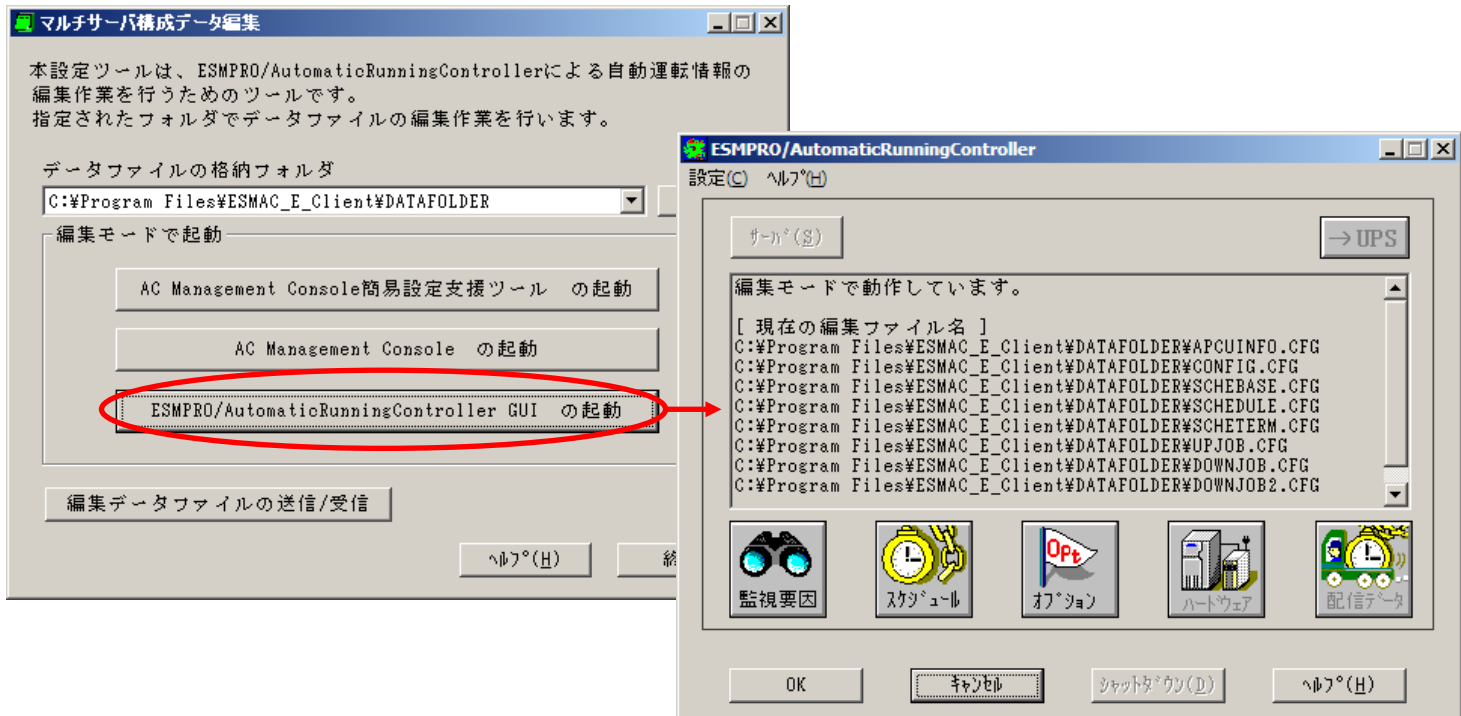 マルチサーバ構成データ編集
本設定ツールは、ESMPRO/AutomaticRunningControllerによる自動運転情報の
編集作業を行うためのツールです。
指定されたフォルダでデータファイルの編集作業を行います。
データファイルの格納フォルダ
C:¥Program Files¥ESMAC_E_Client¥DATAFOLDER
編集モードで起動
AC Management Console簡易設定支援ツール の起動
AC Management Console の起動
ESMPRO/AutomaticRunningController GUI の起動
編集データファイルの送信/受信
ヘルプ(H)
ESMPRO/AutomaticRunningController
設定(C) ヘルプ(H)
サーバ(S)
→UPS
編集モードで動作しています。
[ 現在の編集ファイル名 ]
C:¥Program Files¥ESMAC_E_Client¥DATAFOLDER¥APCUINFO.CFG
C:¥Program Files¥ESMAC_E_Client¥DATAFOLDER¥CONFIG.CFG
C:¥Program Files¥ESMAC_E_Client¥DATAFOLDER¥SCHEBASE.CFG
C:¥Program Files¥ESMAC_E_Client¥DATAFOLDER¥SCHEDULE.CFG
C:¥Program Files¥ESMAC_E_Client¥DATAFOLDER¥SCHETERM.CFG
C:¥Program Files¥ESMAC_E_Client¥DATAFOLDER¥UPJOB.CFG
C:¥Program Files¥ESMAC_E_Client¥DATAFOLDER¥DOWNJOB.CFG
C:¥Program Files¥ESMAC_E_Client¥DATAFOLDER¥DOWNJOB2.CFG
Opt
監視要因
スケジュール
オプション
ハードウェア
配信データ
OK
キャンセル
シャットダウン(D)
ヘルプ(H)